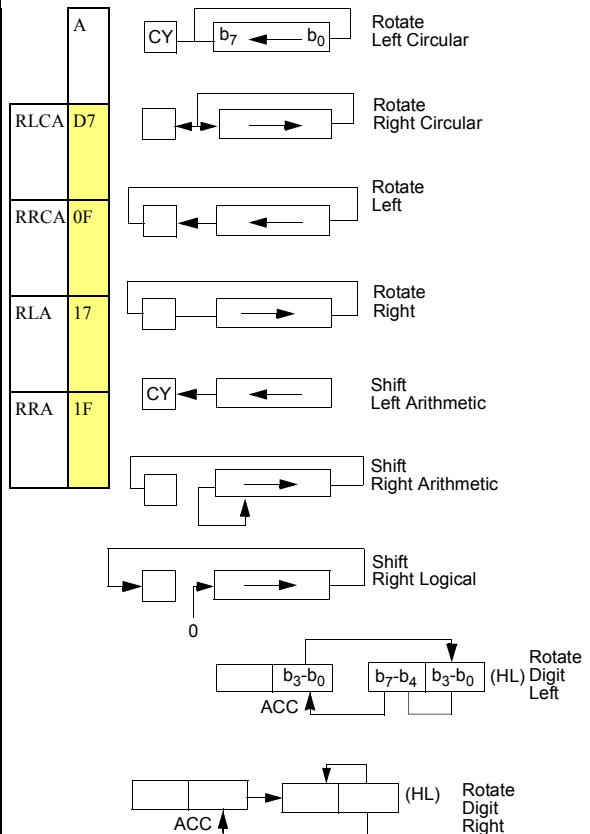 A
RLCA D7
RRCA 0F
RLA 17
RRA 1F
CY b7 b0 Rotate
Left Circular
Rotate
Right Circular
Rotate
Left
Rotate
Right
CY Shift
Left Arithmetic
Shift
Right Arithmetic
Shift
Right Logical
0
b3-b0 b7-b4 b3-b0 (HL) Rotate
Digit
Left
ACC
(HL) Rotate
Digit
Right
ACC